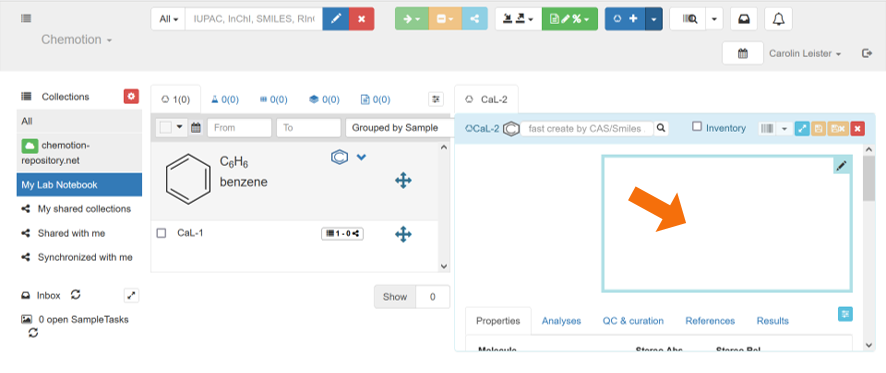 All
IUPAC, InChI, SMILES, RInC
Chemotion
Carolin Leister
Collections
All
chemotion-
repository.net
My Lab Notebook
My shared collections
Shared with me
Synchronized with me
Inbox
0 open SampleTasks
1(0) 0(0) 0(0) 0(0) 0(0)
From To Grouped by Sample
C6H6
benzene
CaL-1 1 - 0
Show 0
CaL-2
CaL-2 fast create by CAS/Smiles Inventory
Properties Analyses QC & curation References Results
Molecule Stereo Abs Stereo Rel